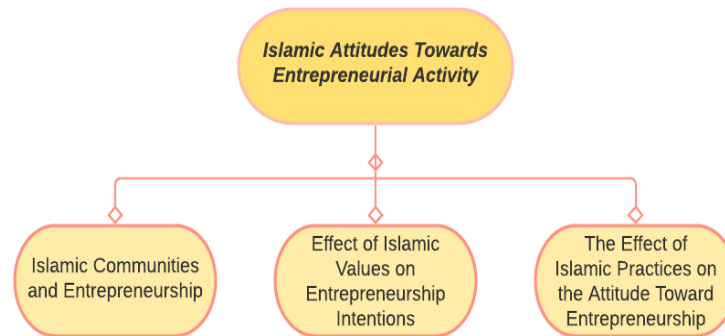 Islamic Attitudes Towards
Entrepreneurial Activity
Islamic Communities
and Entrepreneurship
Effect of Islamic
Values on
Entrepreneurship
Intentions
The Effect of
Islamic Practices on
the Attitude Toward
Entrepreneurship